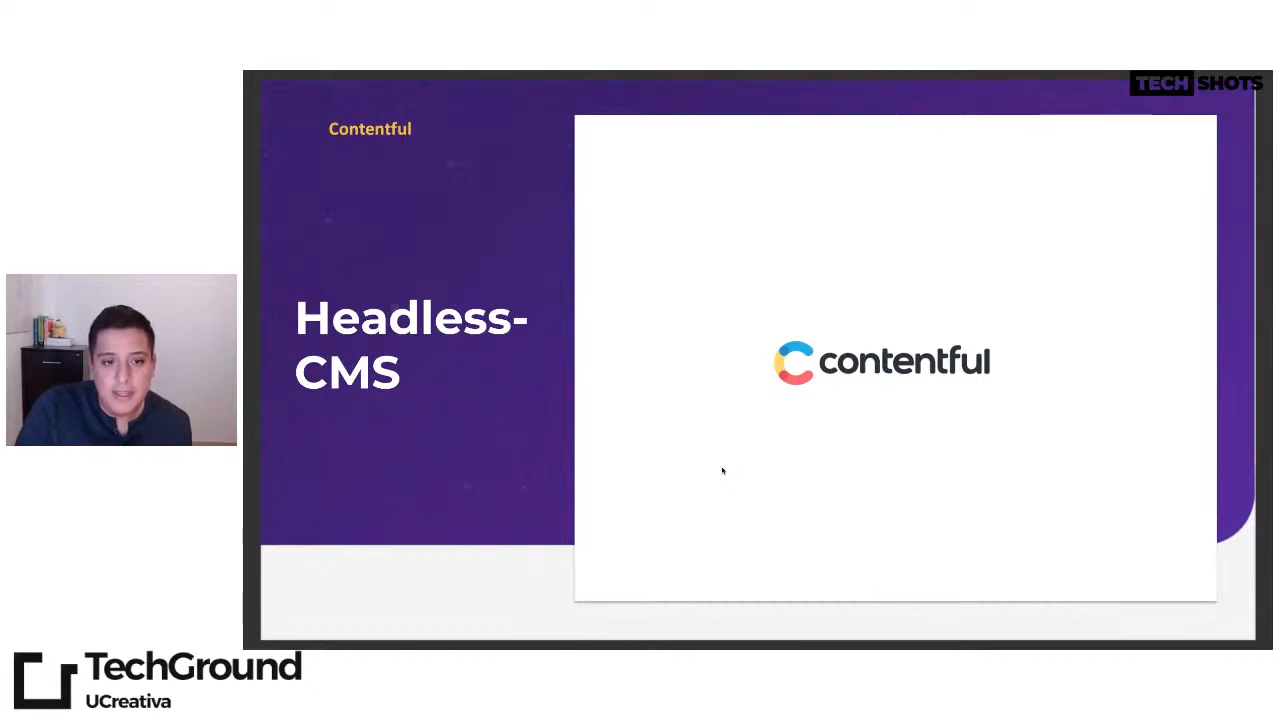 TECH SHOTS
Contentful
Headless-
CMS
contentful
TechGround
UCreativa